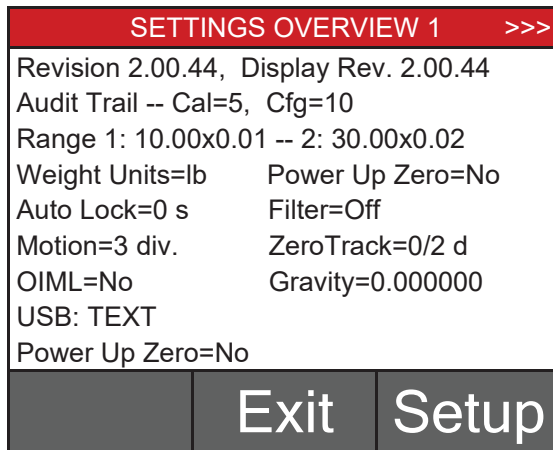 SETTINGS OVERVIEW 1 >>>
Revision 2.00.44, Display Rev. 2.00.44
Audit Trail -- Cal=5, Cfg=10
Range 1: 10.00x0.01 -- 2: 30.00x0.02
Weight Units=lb Power Up Zero=No
Auto Lock=0 s Filter=Off
Motion=3 div. ZeroTrack=0/2 d
OIML=No Gravity=0.000000
USB: TEXT
Power Up Zero=No
Exit Setup